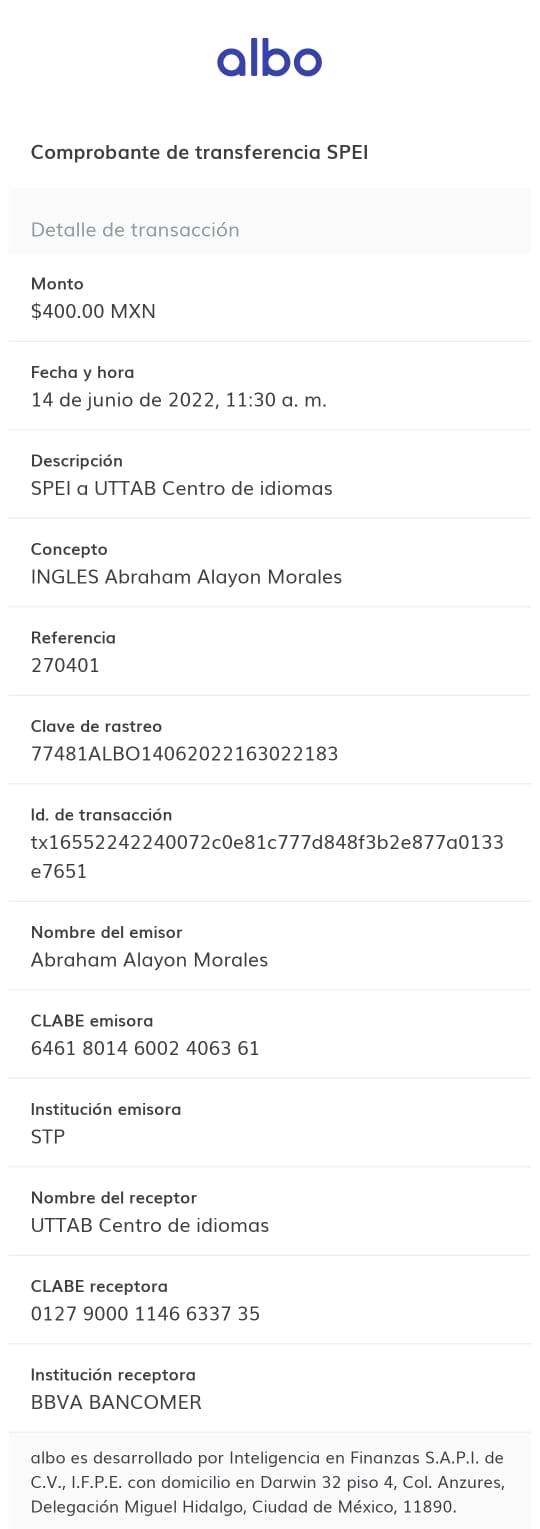 albo
Comprobante de transferencia SPEI
Detalle de transacción
Monto
$400.00 MXN
Fecha y hora
14 de junio de 2022, 11:30 a. m.
Descripción
SPEI a UTTAB Centro de idiomas
Concepto
INGLES Abraham Alayon Morales
Referencia
270401
Clave de rastreo
77481ALBO14062022163022183
Id. de transacción
tx16552242240072c0e81c777d848f3b2e877a0133
e7651
Nombre del emisor
Abraham Alayon Morales
CLABE emisora
6461 8014 6002 4063 61
Institución emisora
STP
Nombre del receptor
UTTAB Centro de idiomas
CLABE receptora
0127 9000 1146 6337 35
Institución receptora
BBVA BANCOMER
albo es desarrollado por Inteligencia en Finanzas S.A.P.I. de
C.V., I.F.P.E. con domicilio en Darwin 32 piso 4, Col. Anzures,
Delegación Miguel Hidalgo, Ciudad de México, 11890.